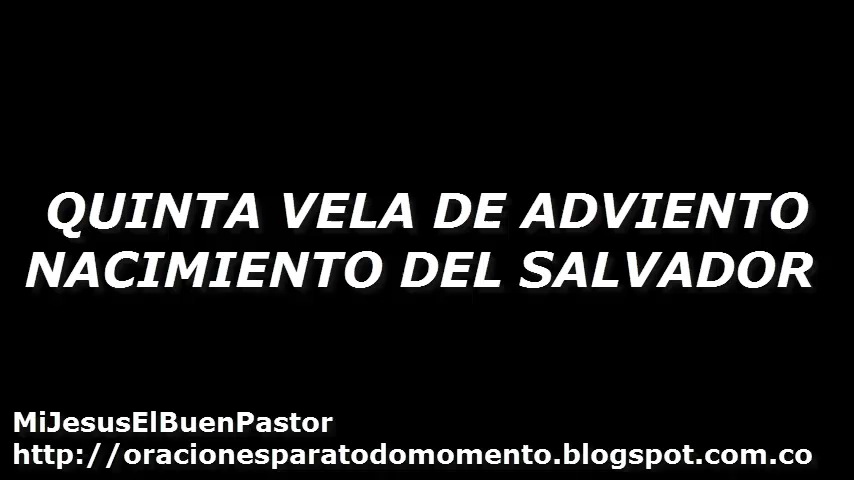 QUINTA VELA DE ADVIENTO
NACIMIENTO DEL SALVADOR
MiJesusElBuenPastor
http://oracionesparatodomomento.blogspot.com.co